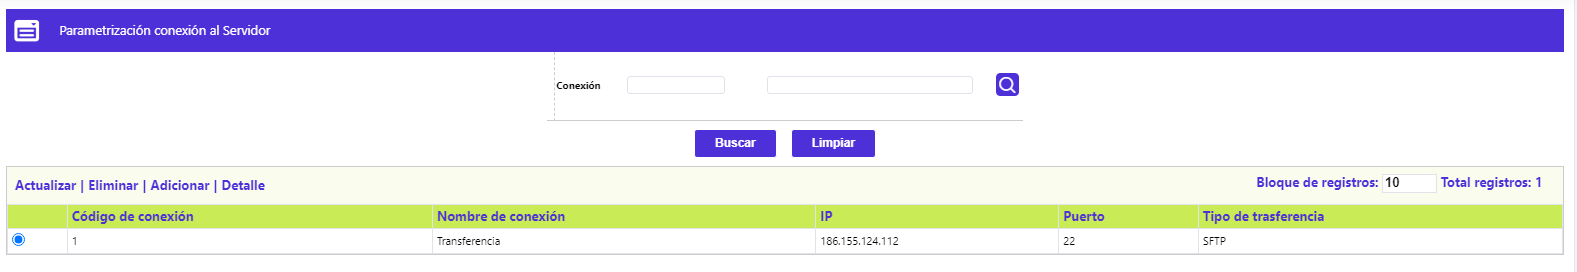 Parametrización conexión al Servidor
Conexión
Buscar Limpiar
Actualizar | Eliminar | Adicionar | Detalle Bloque de registros: 10 Total registros: 1
Código de conexión Nombre de conexión IP Puerto Tipo de trasferencia
1 Transferencia 186.155.124.112 22 SFTP